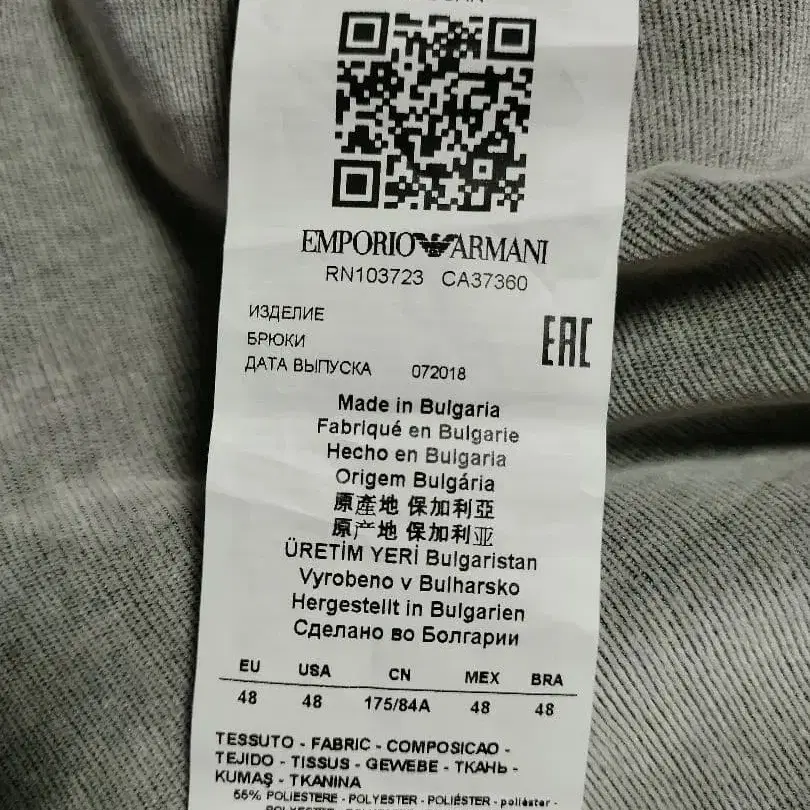 EMPORIO ARMANI
RN103723 CA37360
ИЗДЕЛИЕ
БРЮКИ
EAC
ДАТА ВЫПУСКА 072018
Made in Bulgaria
Fabriqué en Bulgarie
Hecho en Bulgaria
Origem Bulgária
原產地 保加利亞
原产地 保加利亚
ÜRETİM YERİ Bulgaristan
Vyrobeno v Bulharsko
Hergestellt in Bulgarien
Сделано во Болгарии
EU USA CN MEX BRA
48 48 175/84A 48 48
TESSUTO - FABRIC - COMPOSICAO -
TEJIDO - TISSUS - GEWEBE - ТКАНЬ -
KUMAŞ - TKANINA
POLIESTERE - POLYESTER - POLIÉSTER - poliéster -